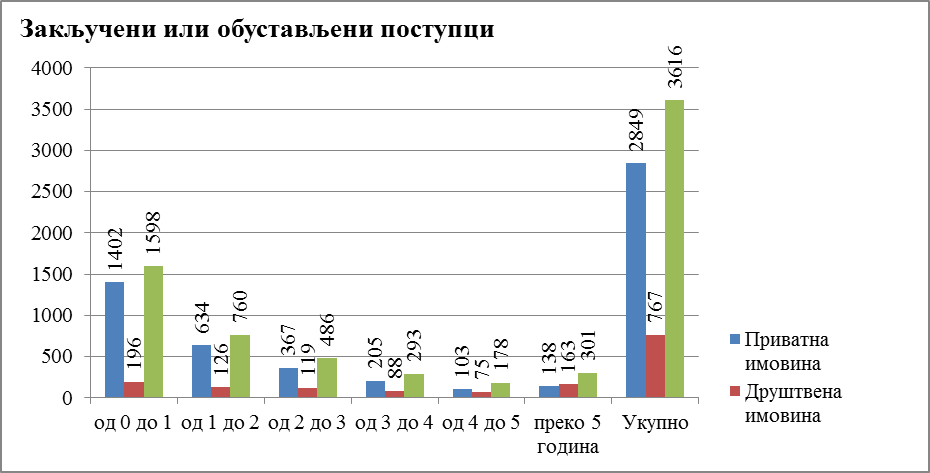 Закључени или обустављени поступци
4000
3500
3000
2500
2000
1500
1000
500
0
1402
196
1598
634
126
760
367
119
486
205
88
293
103
75
178
138
163
301
2849
767
3616
од 0 до 1
од 1 до 2
од 2 до 3
од 3 до 4
од 4 до 5
преко 5
година
Укупно
Приватна
имовина
Друштвена
имовина